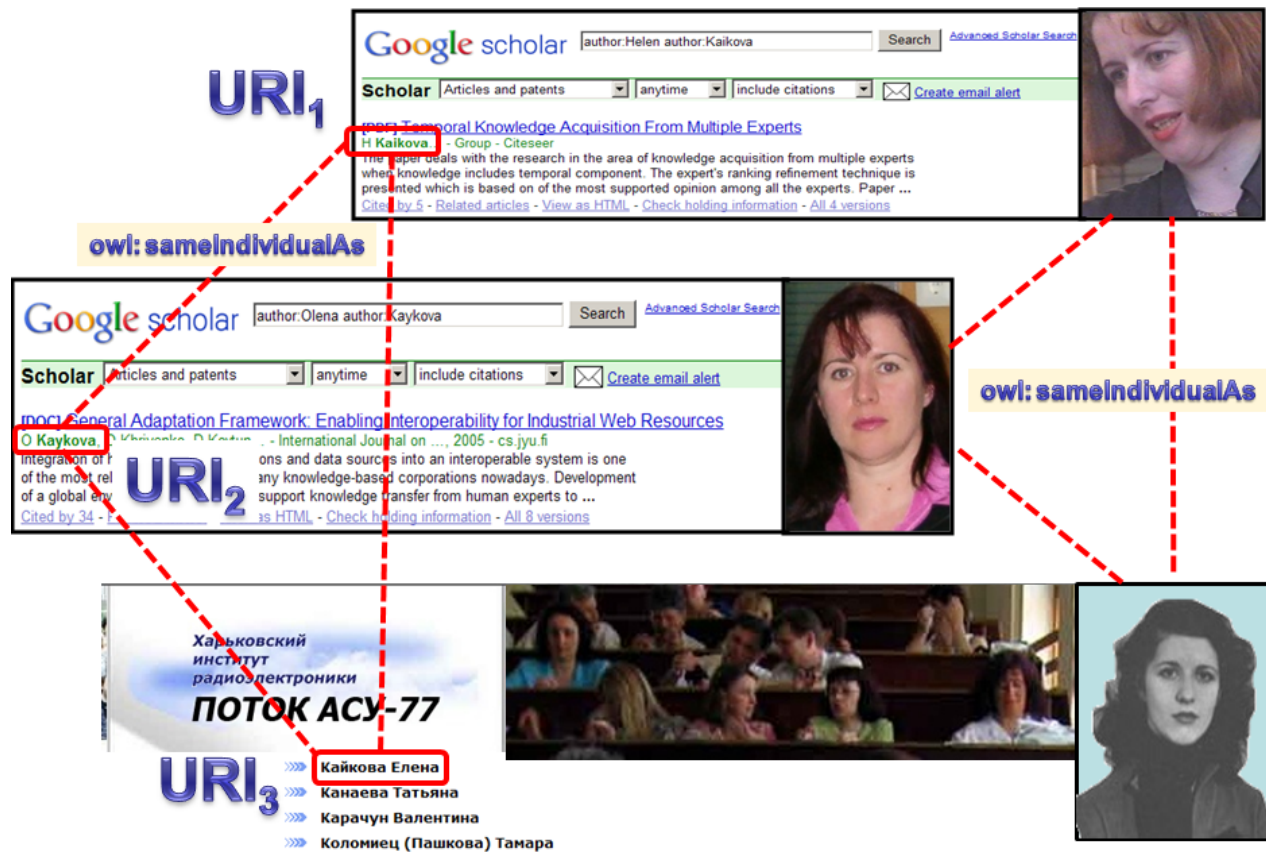 Google scholar author:Helen author:Kaikova Search Advanced Scholar Search
URI1
Scholar Articles and patents anytime include citations Create email alert
[PDF] Temporal Knowledge Acquisition From Multiple Experts
H Kaikova... - Group - Citeseer
The paper deals with the research in the area of knowledge acquisition from multiple experts
when knowledge includes temporal component. The expert's ranking refinement technique is
presented which is based on of the most supported opinion among all the experts. Paper ...
Cited by 5 - Related articles - View as HTML - Check holding information - All 4 versions
owl: sameIndividualAs
Google scholar author:Olena author:Kaykova Search Advanced Scholar Search
Scholar Articles and patents anytime include citations Create email alert
owl: sameIndividualAs
[DOC] General Adaptation Framework: Enabling Interoperability for Industrial Web Resources
O Kaykova, O Khriyenko, D Kovtun... - International Journal on ..., 2005 - cs.jyu.fi
Integration of ons and data sources into an interoperable system is one
of the most rel any knowledge-based corporations nowadays. Development
of a global env support knowledge transfer from human experts to ...
URI2
Cited by 34 - as HTML - Check holding information - All 8 versions
Харьковский
институт
радиоэлектроники
ПОТОК АСУ-77
URI3
Кайкова Елена
Канаева Татьяна
Карачун Валентина
Коломиец (Пашкова) Тамара